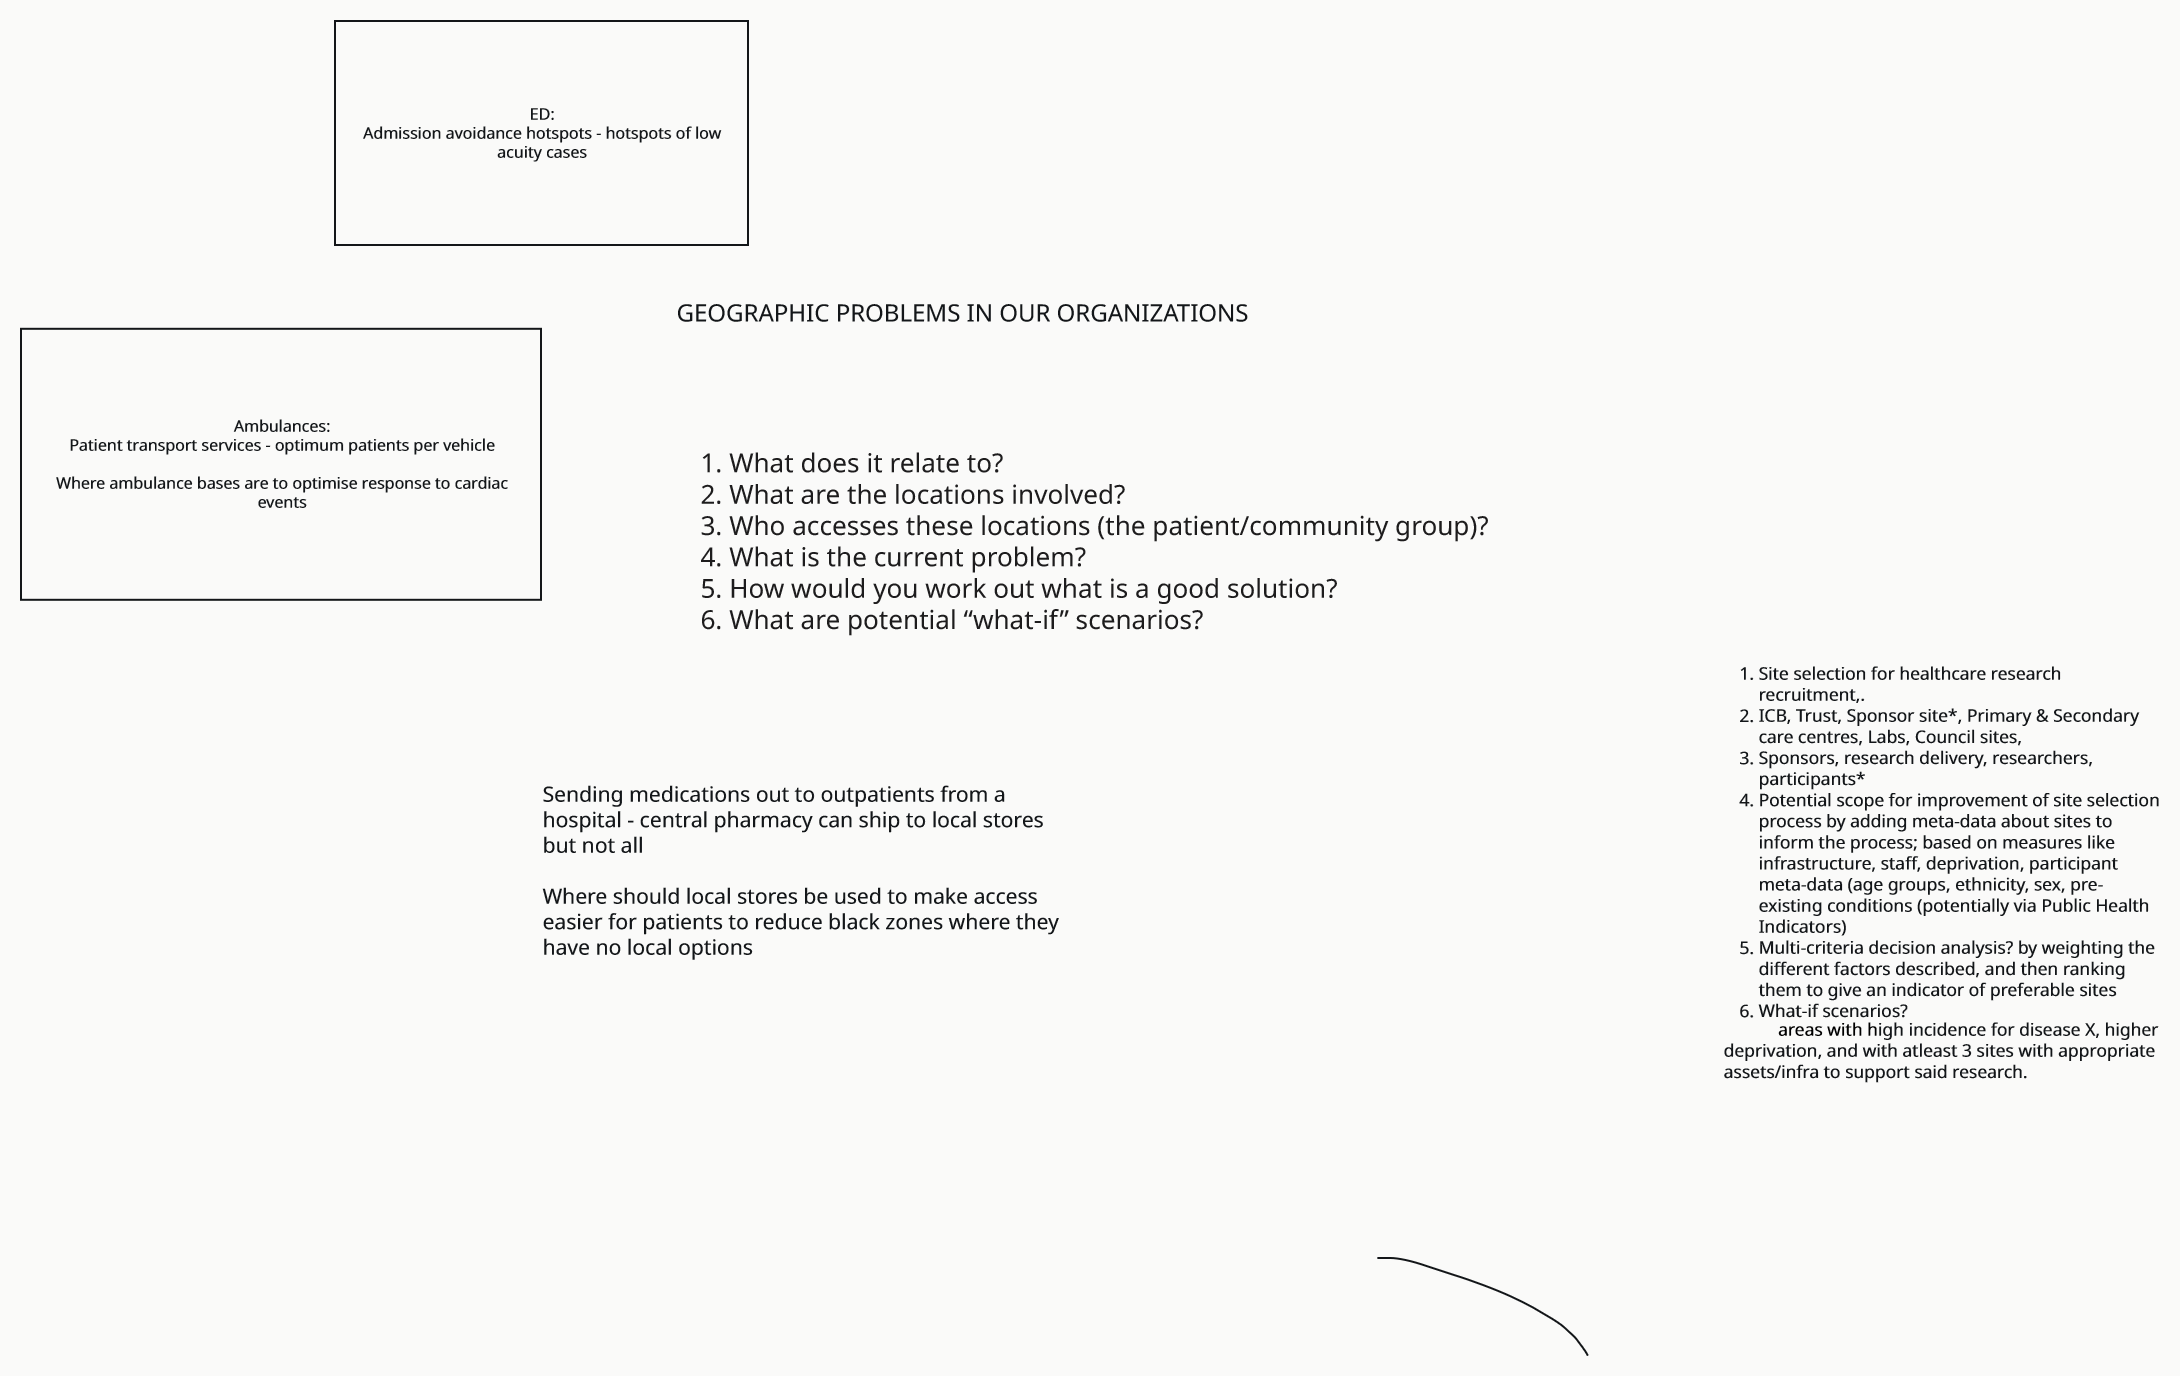 ED:
Admission avoidance hotspots - hotspots of low
acuity cases
GEOGRAPHIC PROBLEMS IN OUR ORGANIZATIONS
Ambulances:
Patient transport services - optimum patients per vehicle
Where ambulance bases are to optimise response to cardiac
events
1. What does it relate to?
2. What are the locations involved?
3. Who accesses these locations (the patient/community group)?
4. What is the current problem?
5. How would you work out what is a good solution?
6. What are potential “what-if” scenarios?
Sending medications out to outpatients from a
hospital - central pharmacy can ship to local stores
but not all
Where should local stores be used to make access
easier for patients to reduce black zones where they
have no local options
1. Site selection for healthcare research
recruitment,.
2. ICB, Trust, Sponsor site*, Primary & Secondary
care centres, Labs, Council sites,
3. Sponsors, research delivery, researchers,
participants*
4. Potential scope for improvement of site selection
process by adding meta-data about sites to
inform the process; based on measures like
infrastructure, staff, deprivation, participant
meta-data (age groups, ethnicity, sex, pre-
existing conditions (potentially via Public Health
Indicators)
5. Multi-criteria decision analysis? by weighting the
different factors described, and then ranking
them to give an indicator of preferable sites
6. What-if scenarios?
areas with high incidence for disease X, higher
deprivation, and with atleast 3 sites with appropriate
assets/infra to support said research.